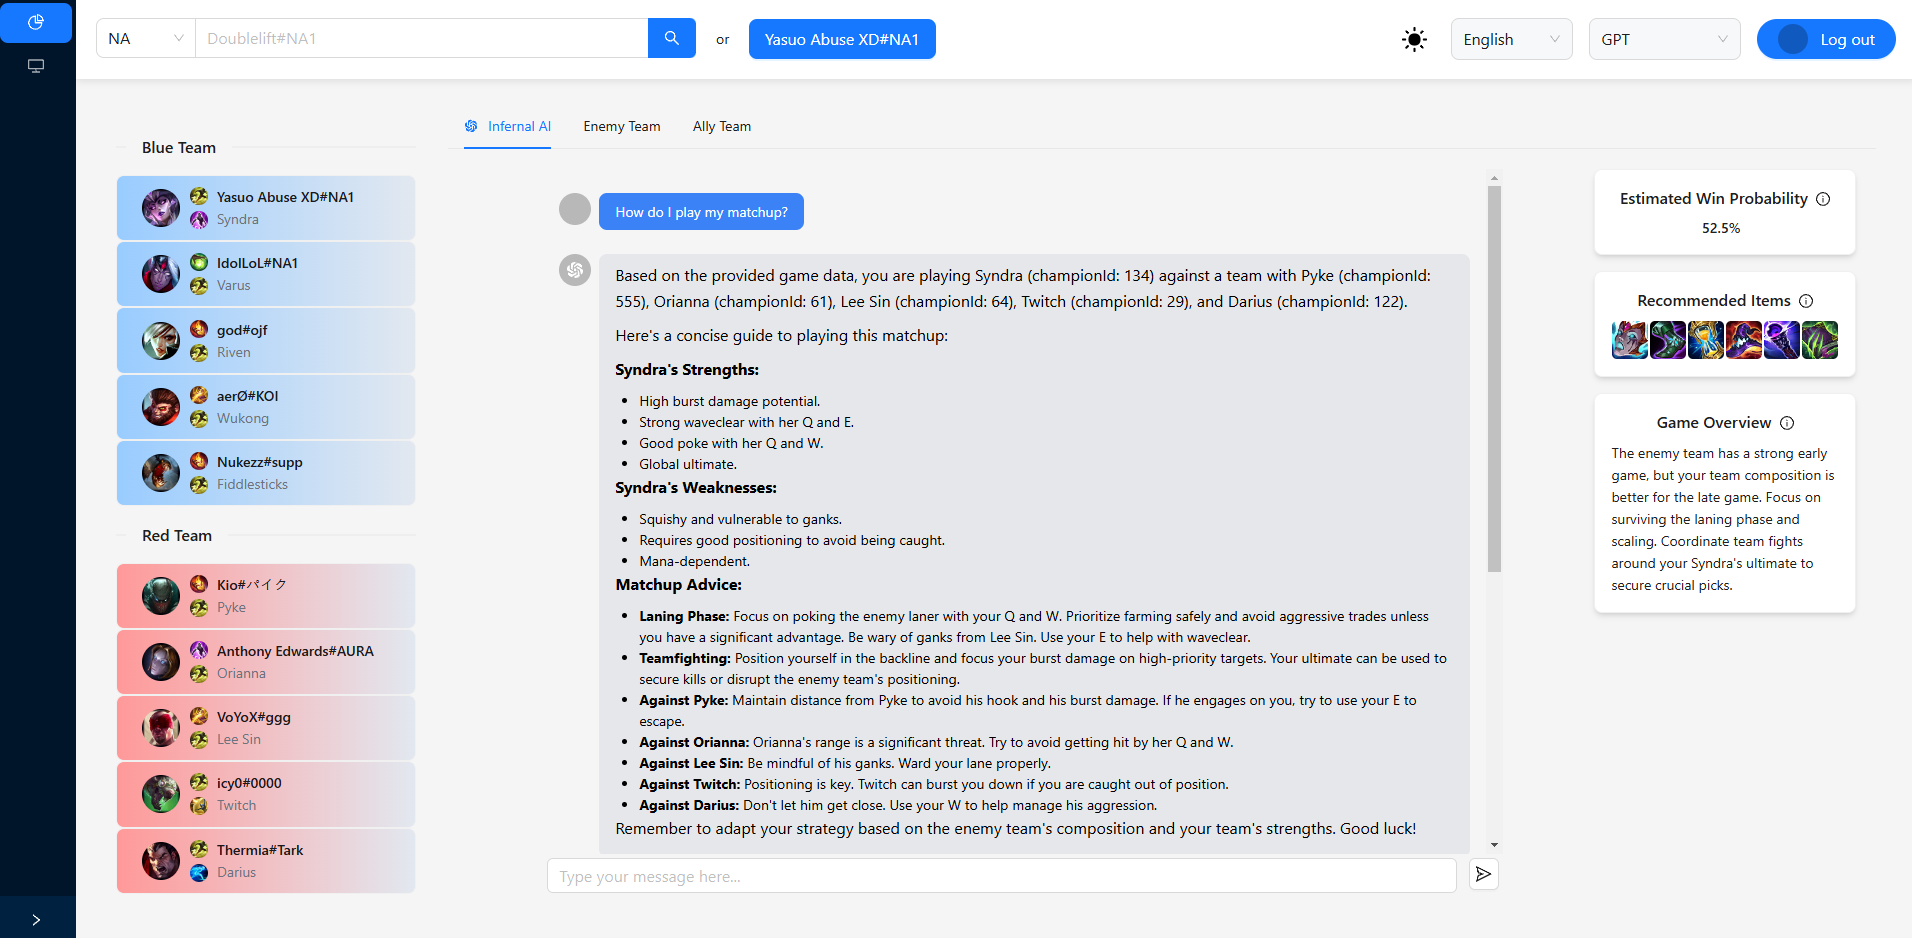 NA
Doublelift#NA1
or
Yasuo Abuse XD#NA1
English
GPT
Log out
Blue Team
Yasuo Abuse XD#NA1
Syndra
IdolLoL#NA1
Varus
god#ojf
Riven
aerØ#KOI
Wukong
Nukezz#supp
Fiddlesticks
Red Team
Kio#パイク
Pyke
Anthony Edwards#AURA
Orianna
VoYoX#ggg
Lee Sin
icy0#0000
Twitch
Thermia#Tark
Darius
Infernal AI
Enemy Team
Ally Team
How do I play my matchup?
Based on the provided game data, you are playing Syndra (championId: 134) against a team with Pyke (championId:
555), Orianna (championId: 61), Lee Sin (championId: 64), Twitch (championId: 29), and Darius (championId: 122).
Here's a concise guide to playing this matchup:
Syndra's Strengths:
• High burst damage potential.
• Strong waveclear with her Q and E.
• Good poke with her Q and W.
• Global ultimate.
Syndra's Weaknesses:
• Squishy and vulnerable to ganks.
• Requires good positioning to avoid being caught.
• Mana-dependent.
Matchup Advice:
• Laning Phase: Focus on poking the enemy laner with your Q and W. Prioritize farming safely and avoid aggressive trades unless
you have a significant advantage. Be wary of ganks from Lee Sin. Use your E to help with waveclear.
• Teamfighting: Position yourself in the backline and focus your burst damage on high-priority targets. Your ultimate can be used to
secure kills or disrupt the enemy team's positioning.
• Against Pyke: Maintain distance from Pyke to avoid his hook and his burst damage. If he engages on you, try to use your E to
escape.
• Against Orianna: Orianna's range is a significant threat. Try to avoid getting hit by her Q and W.
• Against Lee Sin: Be mindful of his ganks. Ward your lane properly.
• Against Twitch: Positioning is key. Twitch can burst you down if you are caught out of position.
• Against Darius: Don't let him get close. Use your W to help manage his aggression.
Remember to adapt your strategy based on the enemy team's composition and your team's strengths. Good luck!
Type your message here...
Estimated Win Probability
52.5%
Recommended Items
Game Overview
The enemy team has a strong early
game, but your team composition is
better for the late game. Focus on
surviving the laning phase and
scaling. Coordinate team fights
around your Syndra's ultimate to
secure crucial picks.